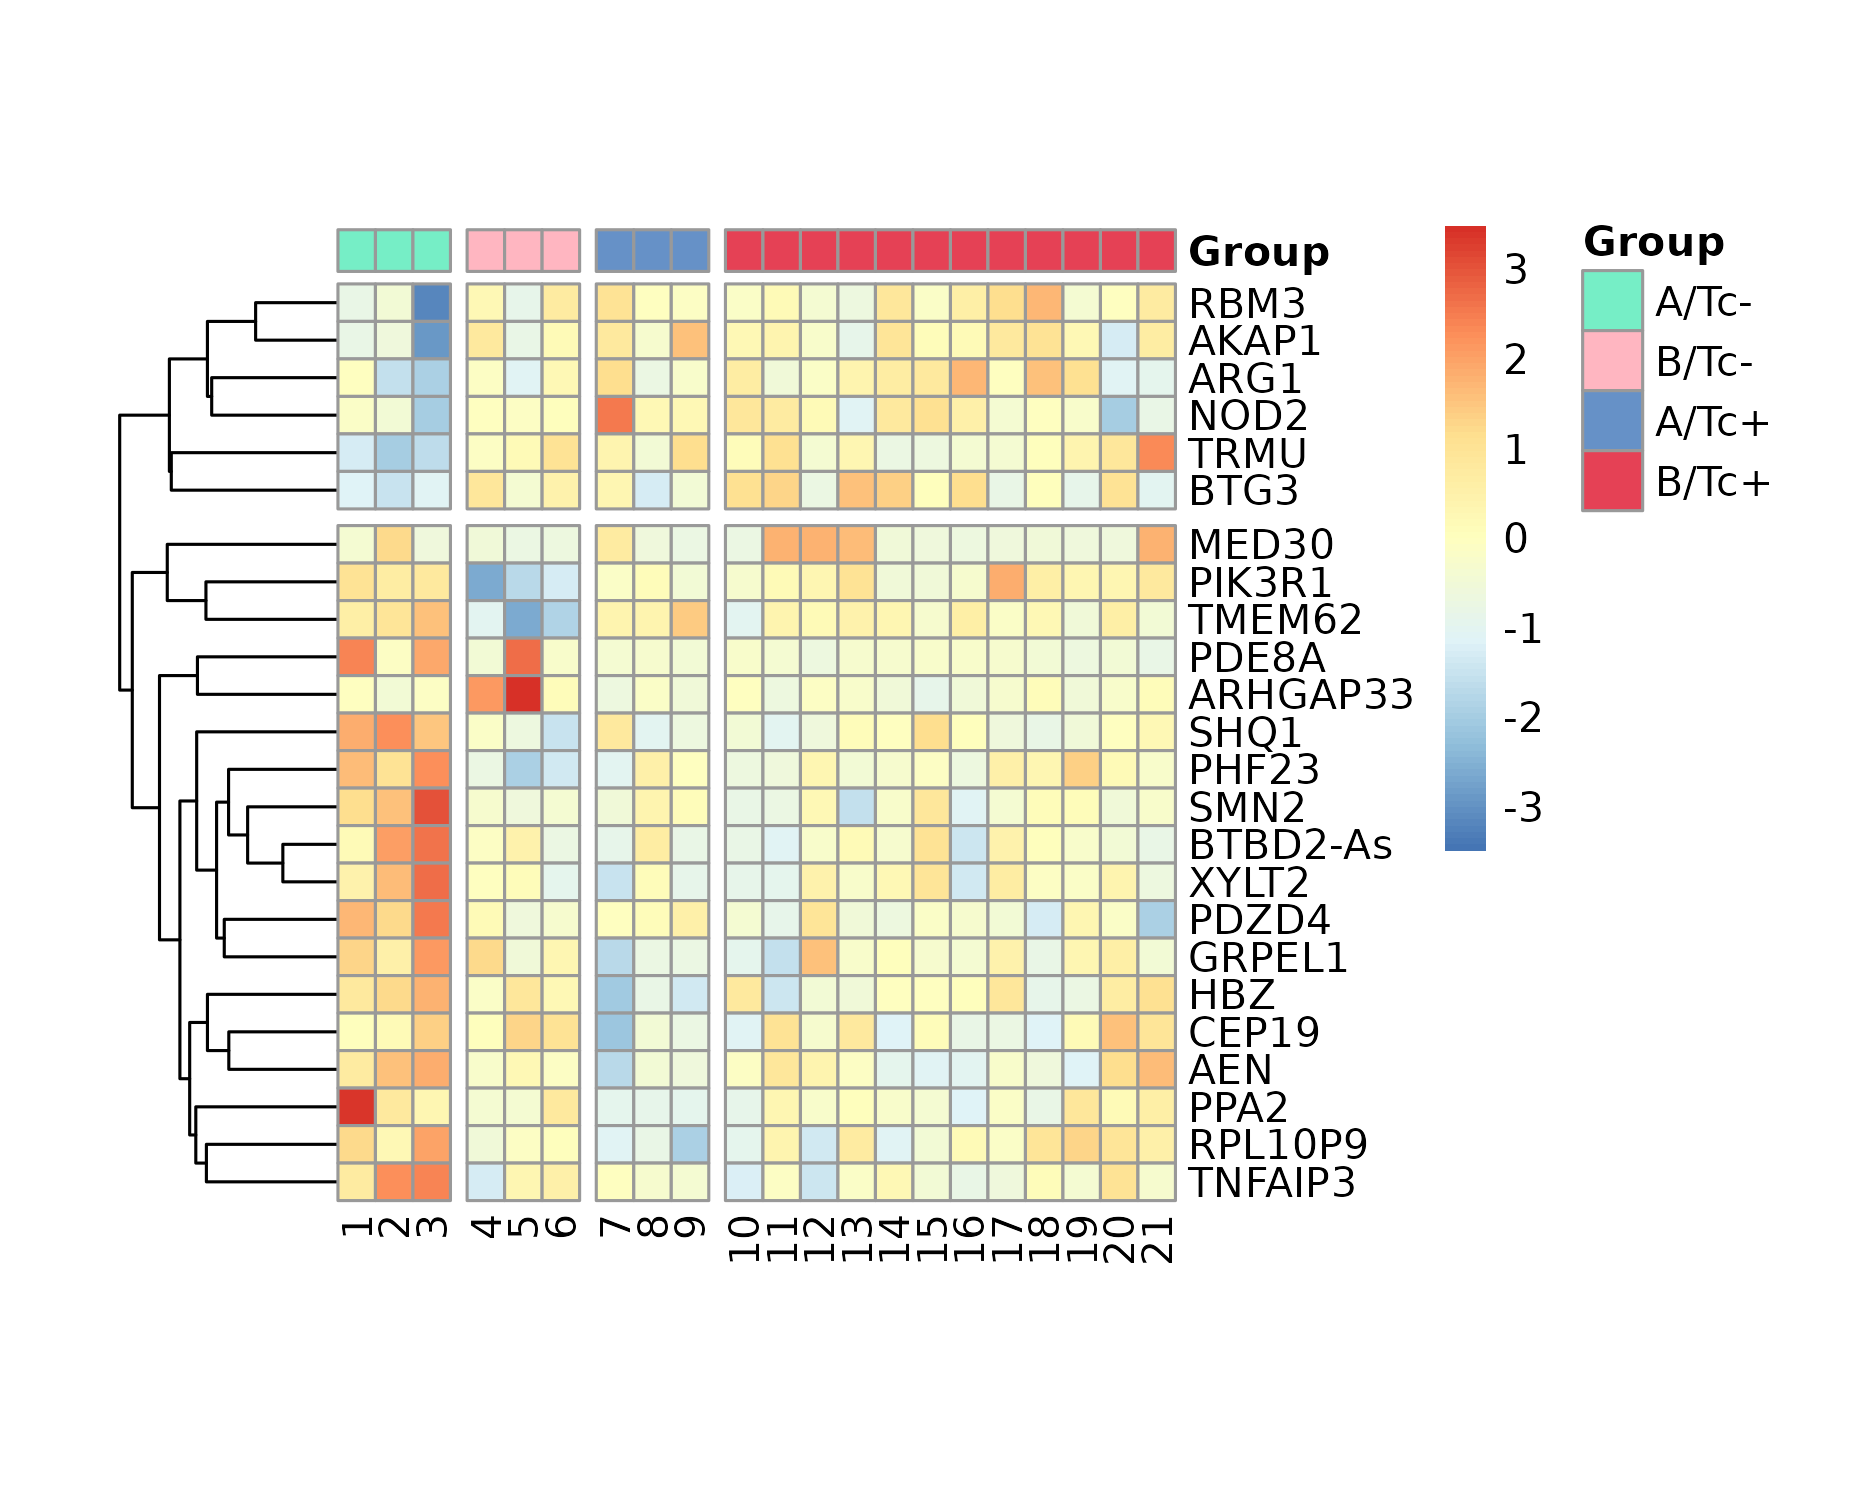 Group
RBM3
AKAP1
ARG1
NOD2
TRMU
BTG3
MED30
PIK3R1
TMEM62
PDE8A
ARHGAP33
SHQ1
PHF23
SMN2
BTBD2-As
XYLT2
PDZD4
GRPEL1
HBZ
CEP19
AEN
PPA2
RPL10P9
TNFAIP3
1 2 3 4 5 6 7 8 9 10 11 12 13 14 15 16 17 18 19 20 21
3
2
1
0
-1
-2
-3
Group
A/Tc-
B/Tc-
A/Tc+
B/Tc+